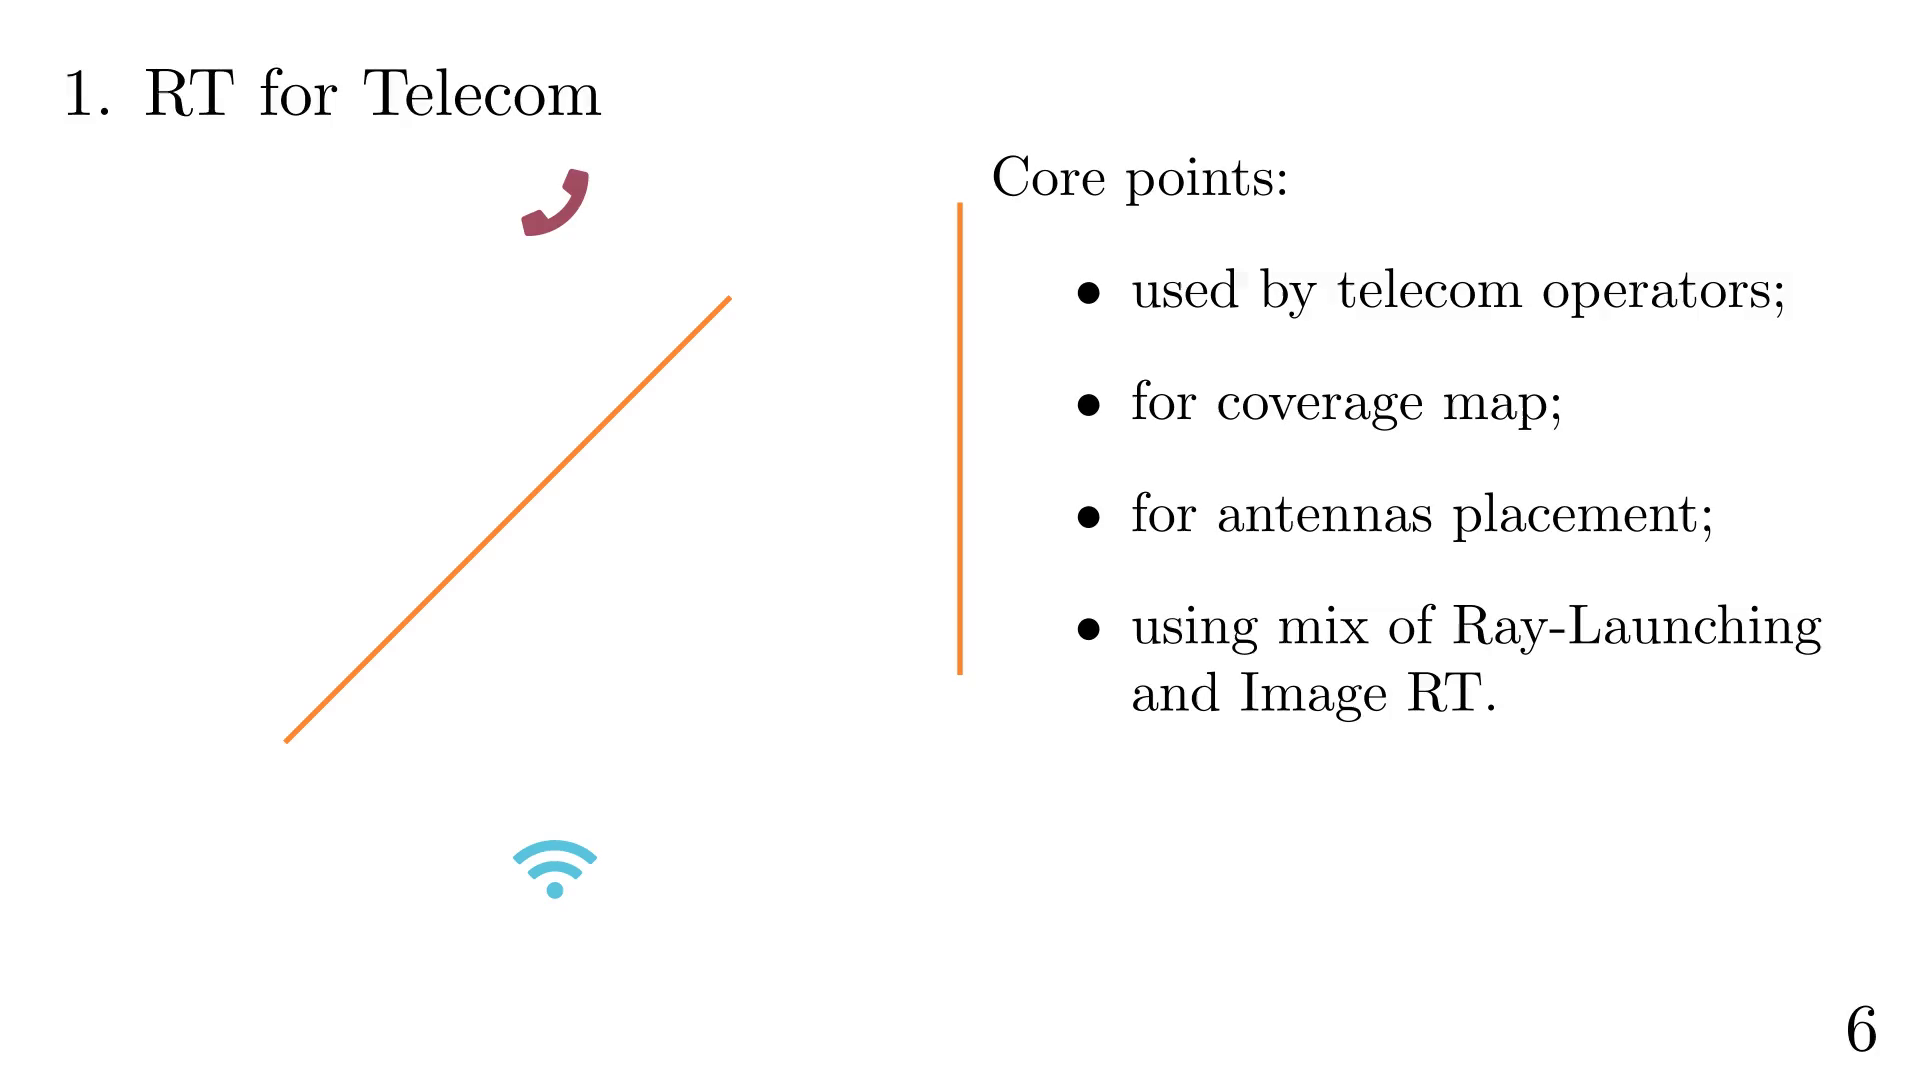 1. RT for Telecom
Core points:
• used by telecom operators;
• for coverage map;
• for antennas placement;
• using mix of Ray-Launching
and Image RT.
6